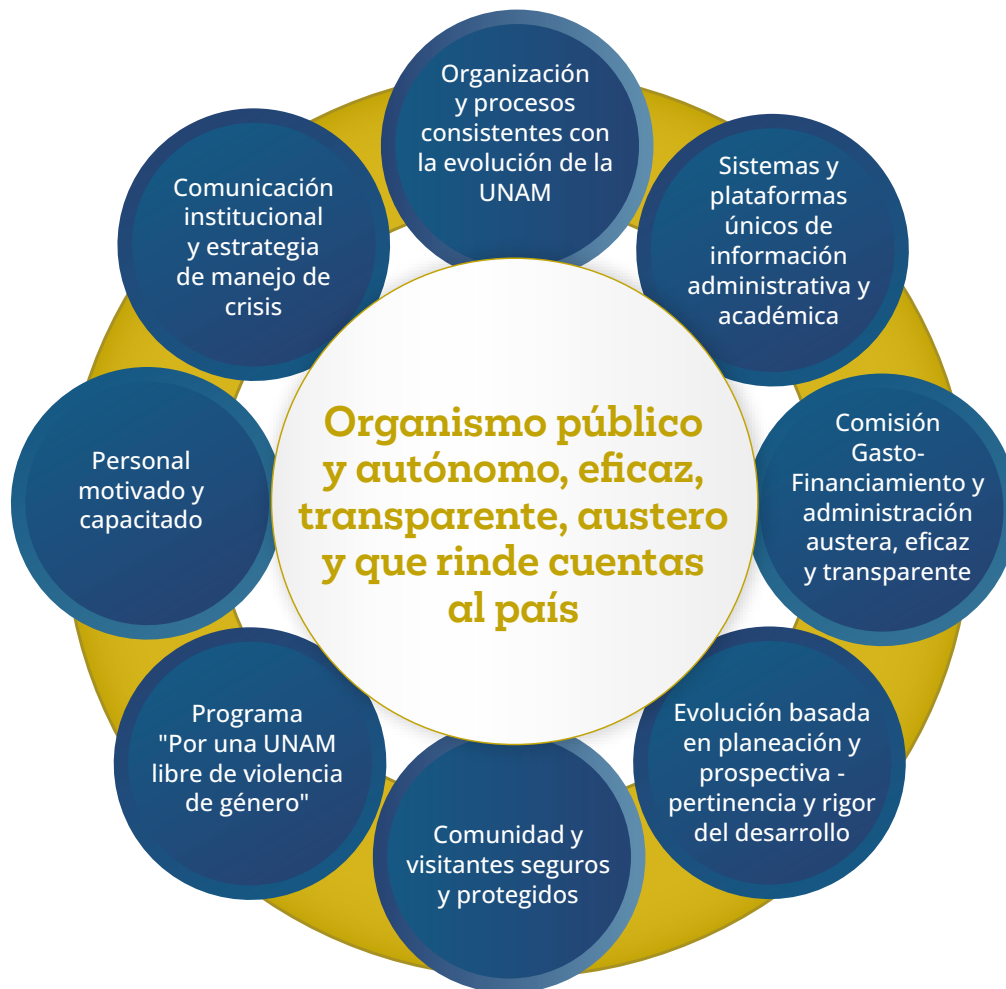 Organización
y procesos
consistentes con
la evolución de la
UNAM
Sistemas y
plataformas
únicos de
información
administrativa y
académica
Comisión
Gasto-
Financiamiento y
administración
austera, eficaz
y transparente
Evolución basada
en planeación y
prospectiva -
pertinencia y rigor
del desarrollo
Comunidad y
visitantes seguros
y protegidos
Programa
"Por una UNAM
libre de violencia
de género"
Personal
motivado y
capacitado
Comunicación
institucional
y estrategia
de manejo de
crisis
Organismo público
y autónomo, eficaz,
transparente, austero
y que rinde cuentas
al país